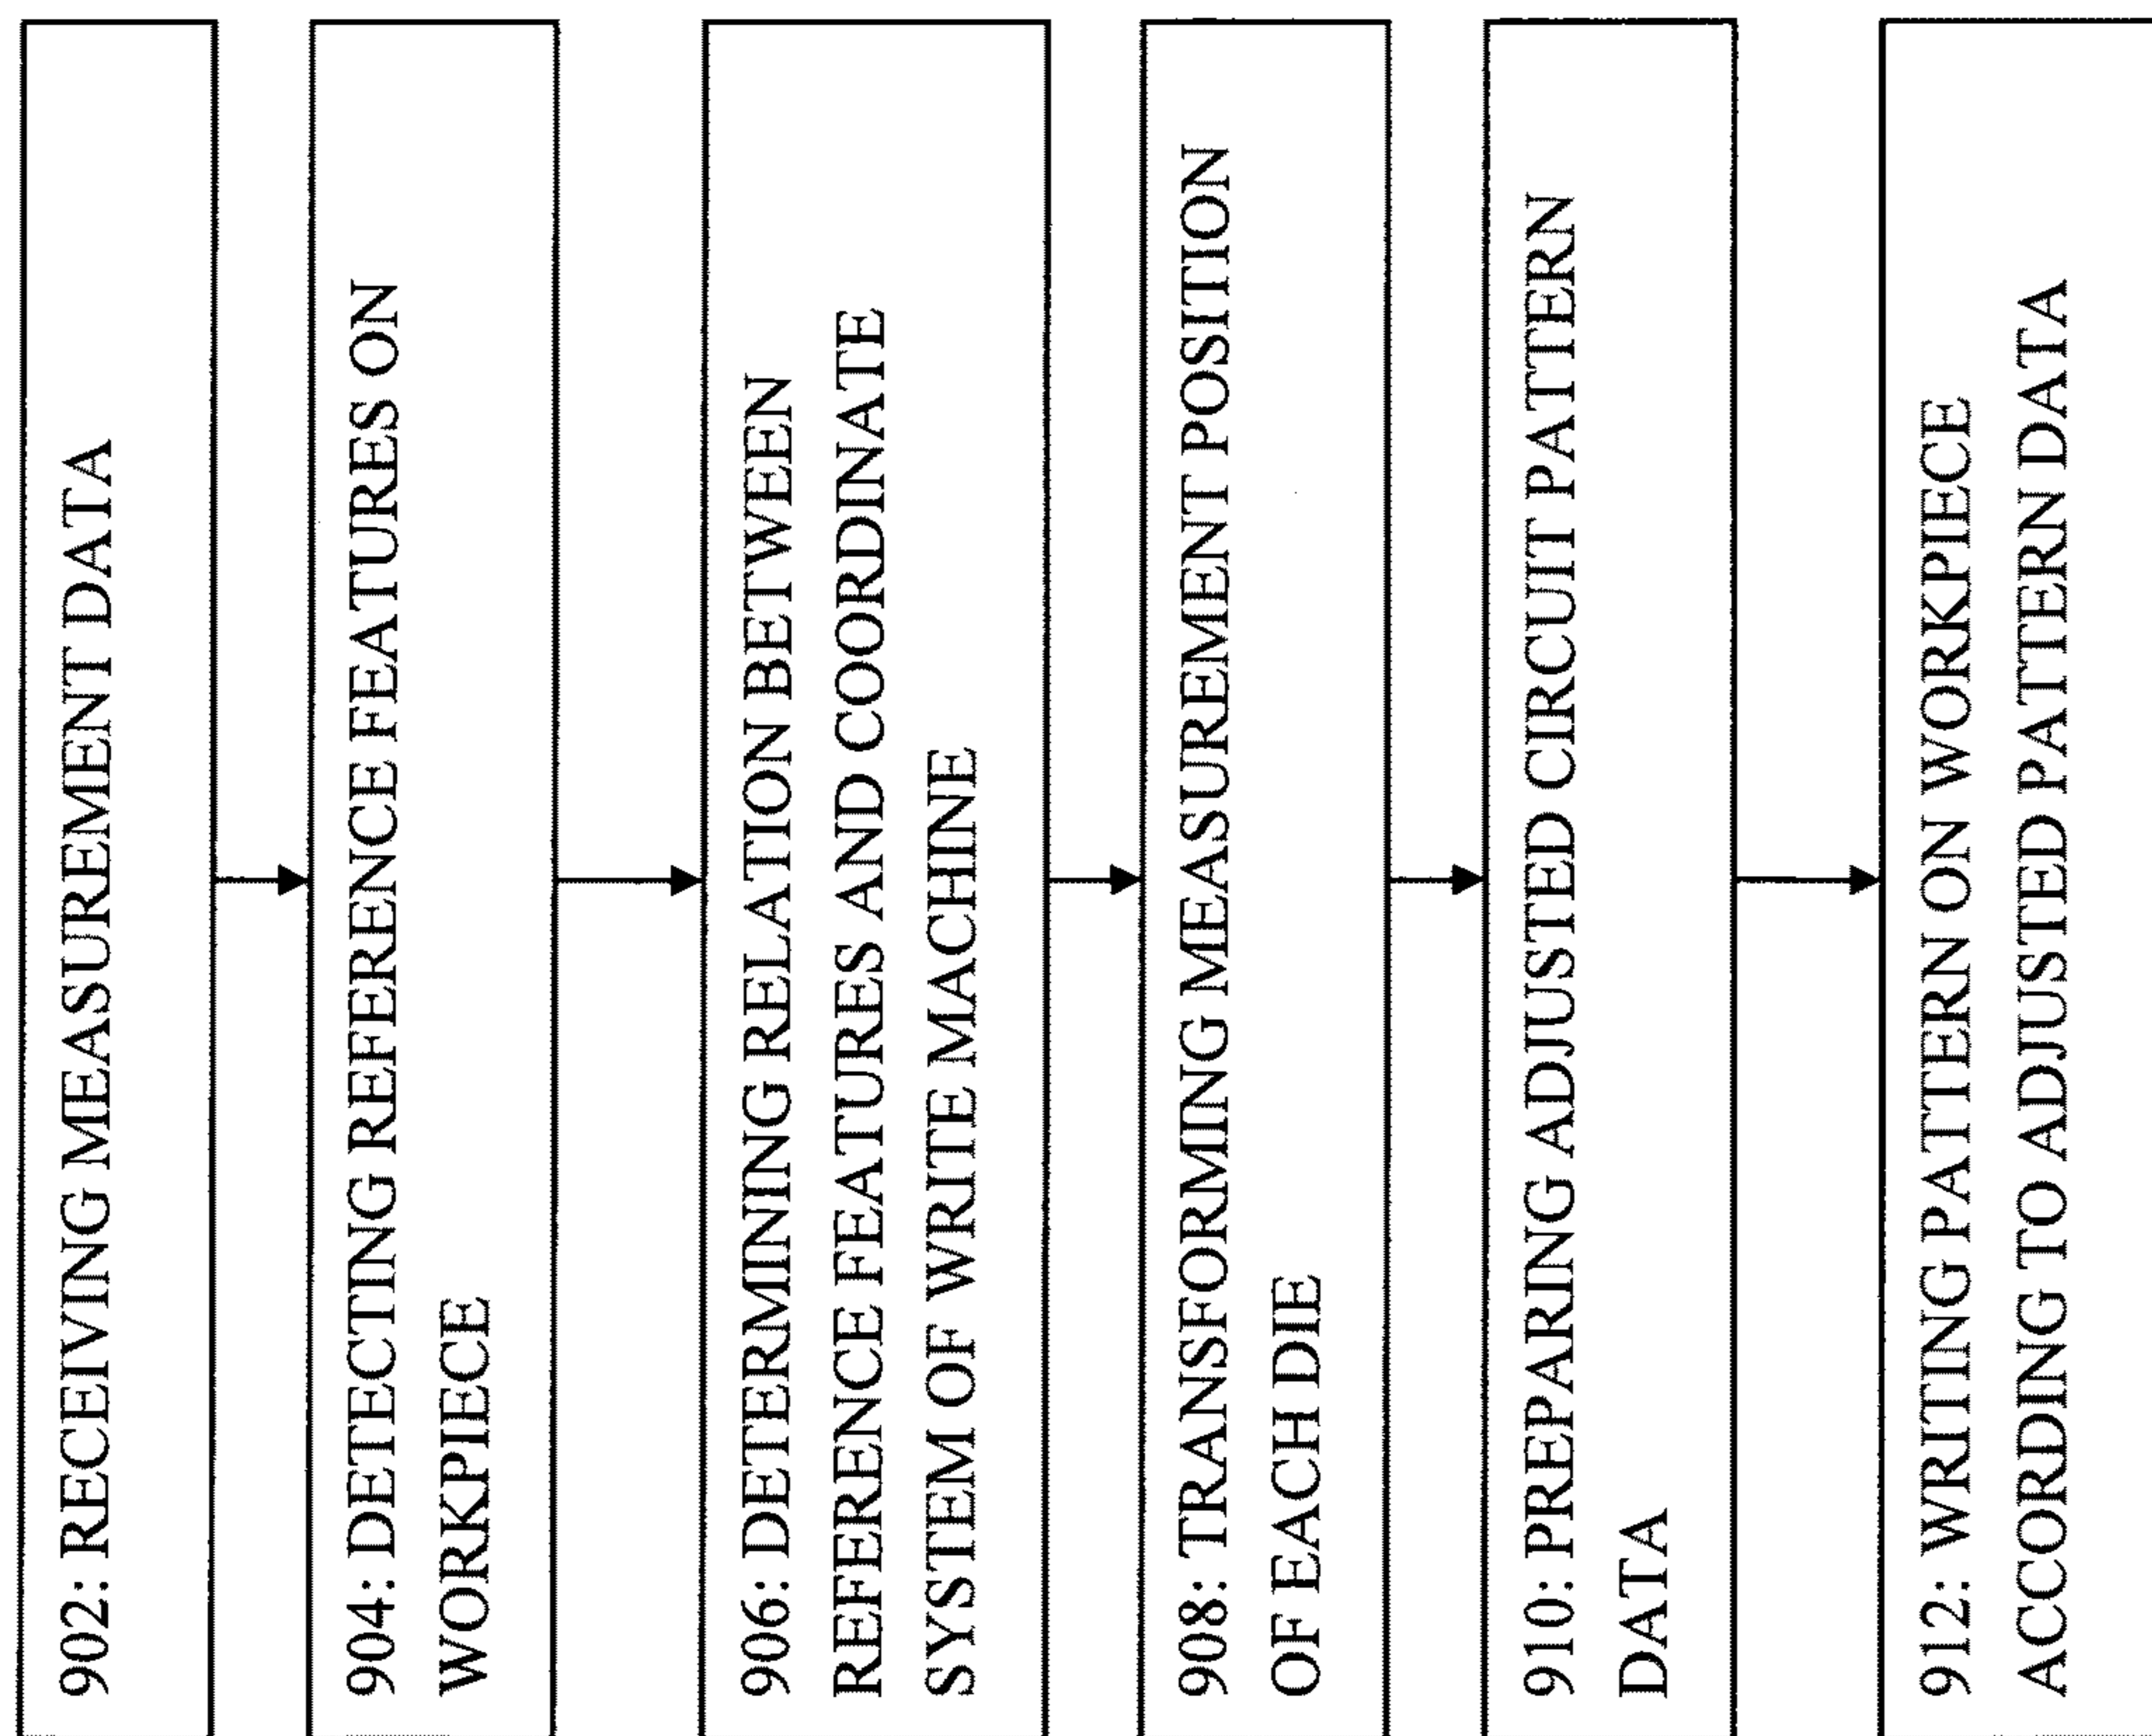 902: RECEIVING MEASUREMENT DATA
904: DETECTING REFERENCE FEATURES ON
WORKPIECE
906: DETERMINING RELATION BETWEEN
REFERENCE FEATURES AND COORDINATE
SYSTEM OF WRITE MACHINE
908: TRANSFORMING MEASUREMENT POSITION
OF EACH DIE
910: PREPARING ADJUSTED CIRCUIT PATTERN
DATA
912: WRITING PATTERN ON WORKPIECE
ACCORDING TO ADJUSTED PATTERN DATA